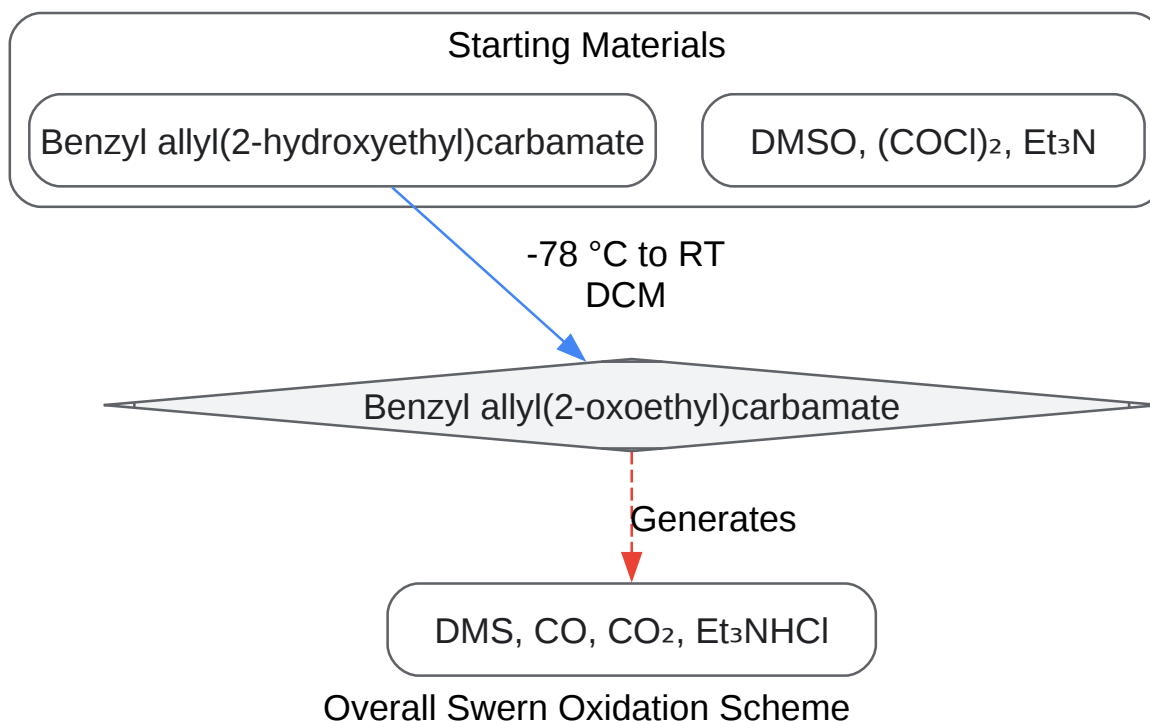 Starting Materials
Benzyl allyl(2-hydroxyethyl)carbamate
DMSO, (COCl)₂, Et₃N
-78 °C to RT
DCM
Benzyl allyl(2-oxoethyl)carbamate
Generates
DMS, CO, CO₂, Et₃NHCl
Overall Swern Oxidation Scheme